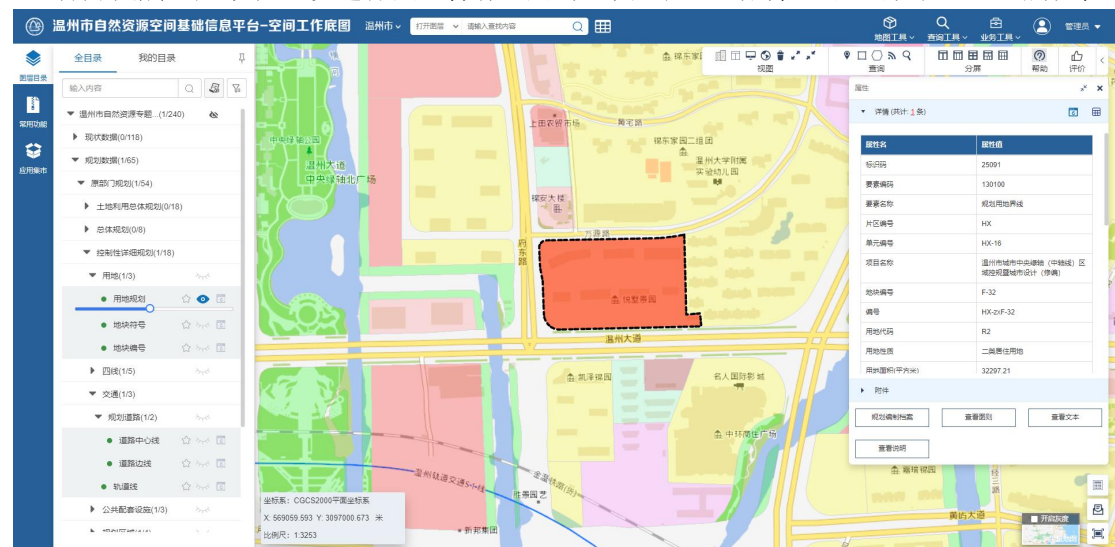 温州市自然资源空间基础信息平台-空间工作底图
温州市
打开图层
请输入查找内容
地图工具
查询工具
业务工具
管理员
图层目录
常用功能
应用集市
全目录
我的目录
输入内容
温州市自然资源专题...(1/240)
现状数据(0/118)
规划数据(1/65)
原部门规划(1/54)
土地利用总体规划(0/18)
总体规划(0/8)
控制性详细规划(1/18)
用地(1/3)
用地规划
地块符号
地块编号
四线(1/5)
交通(1/3)
规划道路(1/2)
道路中心线
道路边线
轨道线
公共配套设施(1/3)
视图
查询
分屏
帮助
评价
上田农贸市场
锦东家园二组团
温州大学附属
实验幼儿园
中央绿轴公园
温州大道
中央绿轴北广场
锦安大楼
万源路
府东路
锦墅景园
温州大道
凯泽锦园
名人国际影城
中环商住广场
温州轨道交通S1线
胜景园艺
新邦集团
嘉瑞锦园
经三路
黄屿大道
坐标系: CGCS2000平面坐标系
X: 569059.593 Y: 3097000.673 米
比例尺: 1:3253
开启灰度
属性
详情 (共计: 1 条)
属性名 属性值
标识码 25091
要素编码 130100
要素名称 规划用地界线
片区编号 HX
单元编号 HX-16
项目名称 温州城市中央绿轴（中轴线）区
域控规暨城市设计（修编）
地块编号 F-32
编号 HX-zxF-32
用地代码 R2
用地性质 二类居住用地
用地面积(平方米) 32297.21
附件
规划编制档案
查看图则
查看文本
查看说明